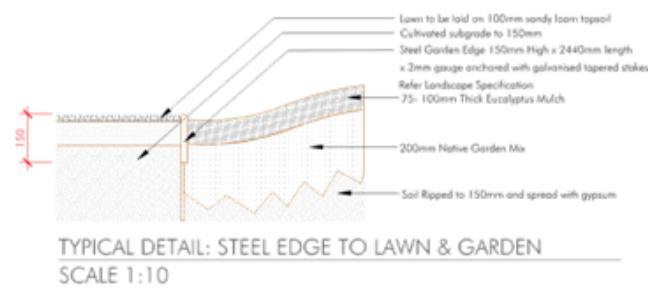 Lawn to be laid on 100mm sandy loam topsoil
Cultivated subgrade to 150mm
Steel Garden Edge 150mm High x 2440mm length
x 3mm gauge anchored with galvanised tapered stakes
Refer Landscape Specification
75- 100mm Thick Eucalyptus Mulch
150
200mm Native Garden Mix
Soil Ripped to 150mm and spread with gypsum
TYPICAL DETAIL: STEEL EDGE TO LAWN & GARDEN
SCALE 1:10